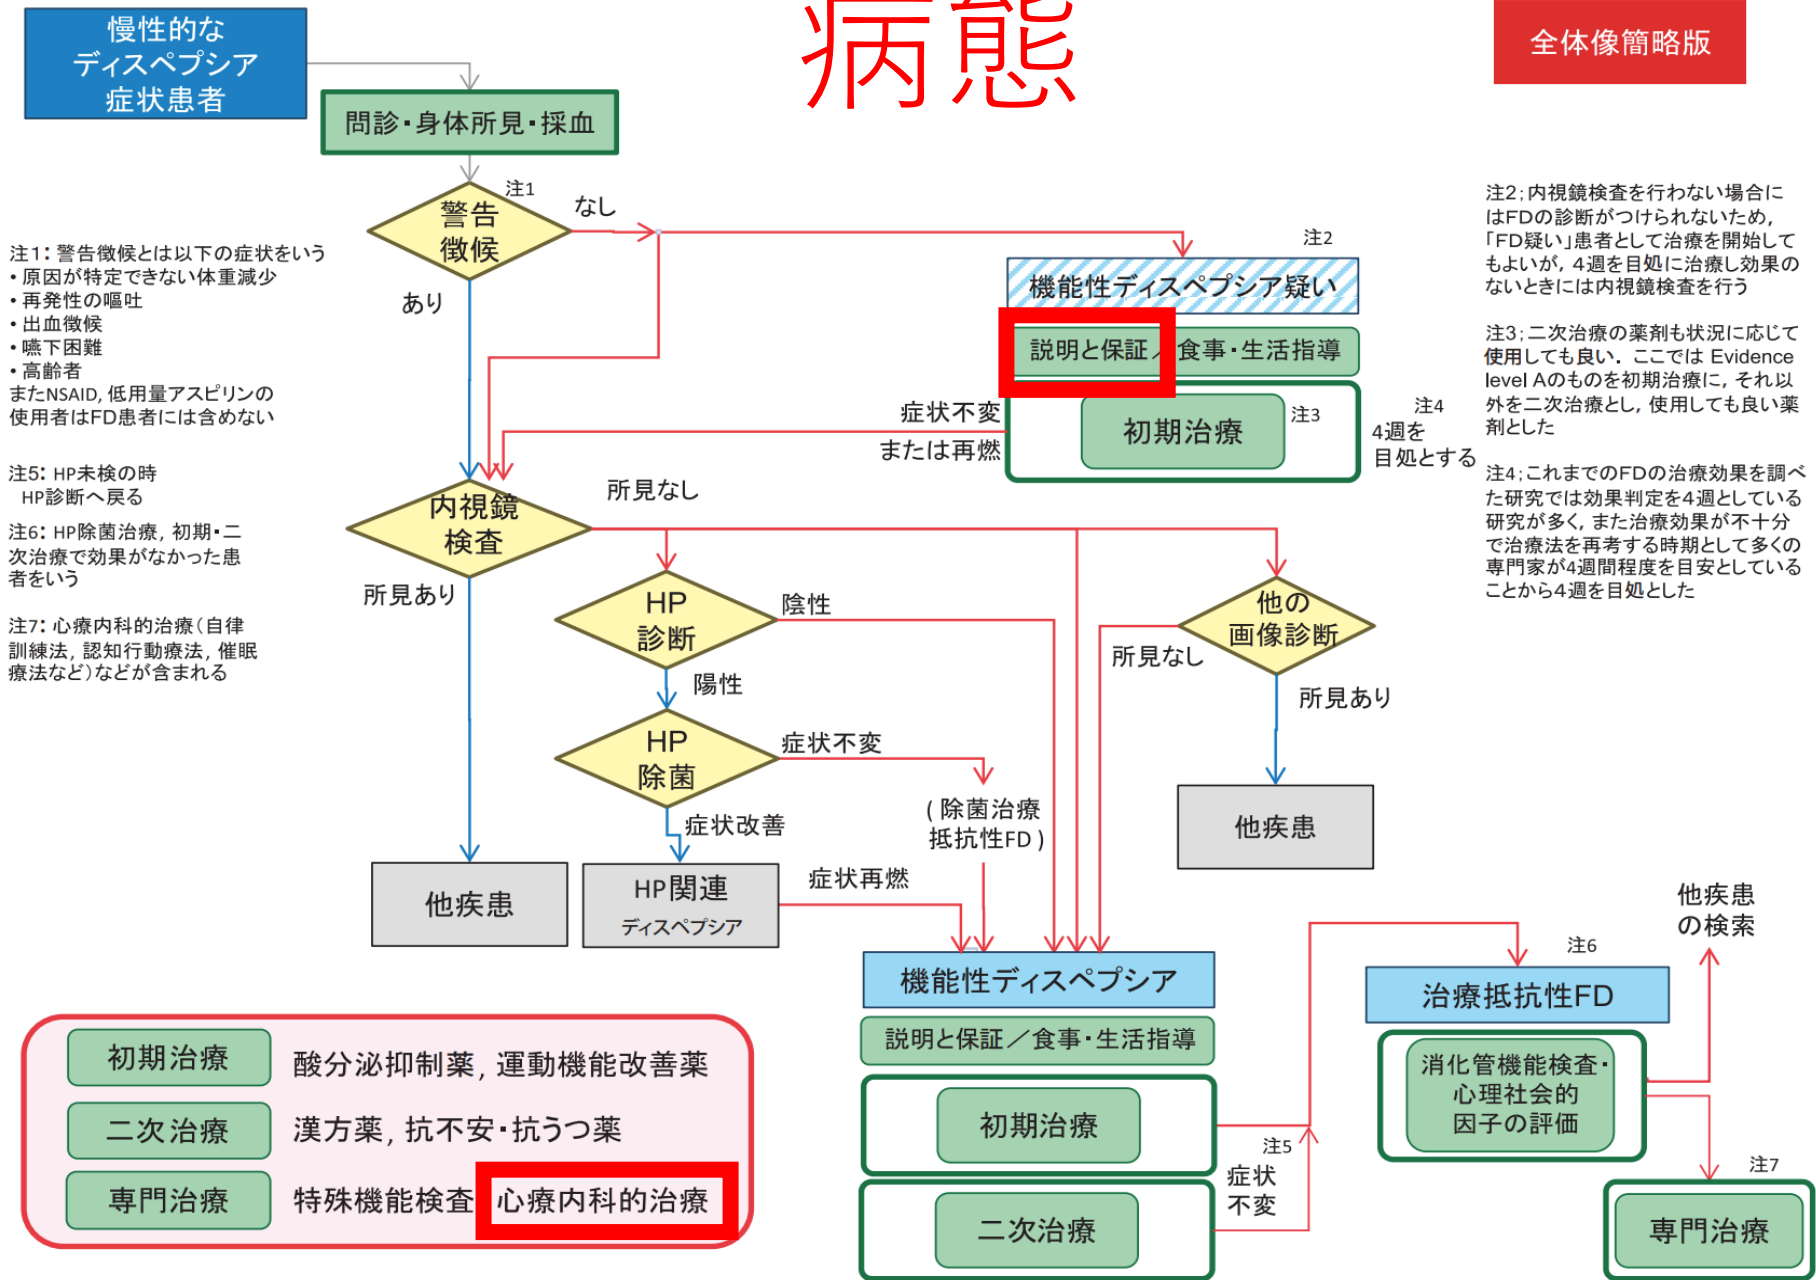 病態
全体像簡略版
慢性的な
ディスペプシア
症状患者
問診・身体所見・採血
警告
徴候
注1
なし
あり
注1：警告徴候とは以下の症状をいう
・原因が特定できない体重減少
・再発性の嘔吐
・出血徴候
・嚥下困難
・高齢者
またNSAID，低用量アスピリンの
使用者はFD患者には含めない
注5：HP未検の時
HP診断へ戻る
注6：HP除菌治療，初期・二
次治療で効果がなかった患
者をいう
注7：心療内科的治療（自律
訓練法，認知行動療法，催眠
療法など）などが含まれる
注2
機能性ディスペプシア疑い
説明と保証／食事・生活指導
初期治療
注3
注4
4週を
目処とする
症状不変
または再燃
注2；内視鏡検査を行わない場合に
はFDの診断がつけられないため，
「FD疑い」患者として治療を開始して
もよいが，4週を目処に治療し効果の
ないときには内視鏡検査を行う
注3；二次治療の薬剤も状況に応じて
使用しても良い．ここでは Evidence
level Aのものを初期治療に，それ以
外を二次治療とし，使用しても良い薬
剤とした
注4；これまでのFDの治療効果を調べ
た研究では効果判定を4週としている
研究が多く，また治療効果が不十分
で治療法を再考する時期として多くの
専門家が4週間程度を目安としている
ことから4週を目処とした
内視鏡
検査
所見なし
所見あり
HP
診断
陰性
陽性
HP
除菌
症状不変
症状改善
（除菌治療
抵抗性FD）
他の
画像診断
所見なし
所見あり
他疾患
他疾患
HP関連
ディスペプシア
症状再燃
機能性ディスペプシア
説明と保証／食事・生活指導
初期治療
二次治療
注5
症状
不変
注6
治療抵抗性FD
消化管機能検査・
心理社会的
因子の評価
他疾患
の検索
注7
専門治療
初期治療 酸分泌抑制薬，運動機能改善薬
二次治療 漢方薬，抗不安・抗うつ薬
専門治療 特殊機能検査 心療内科的治療